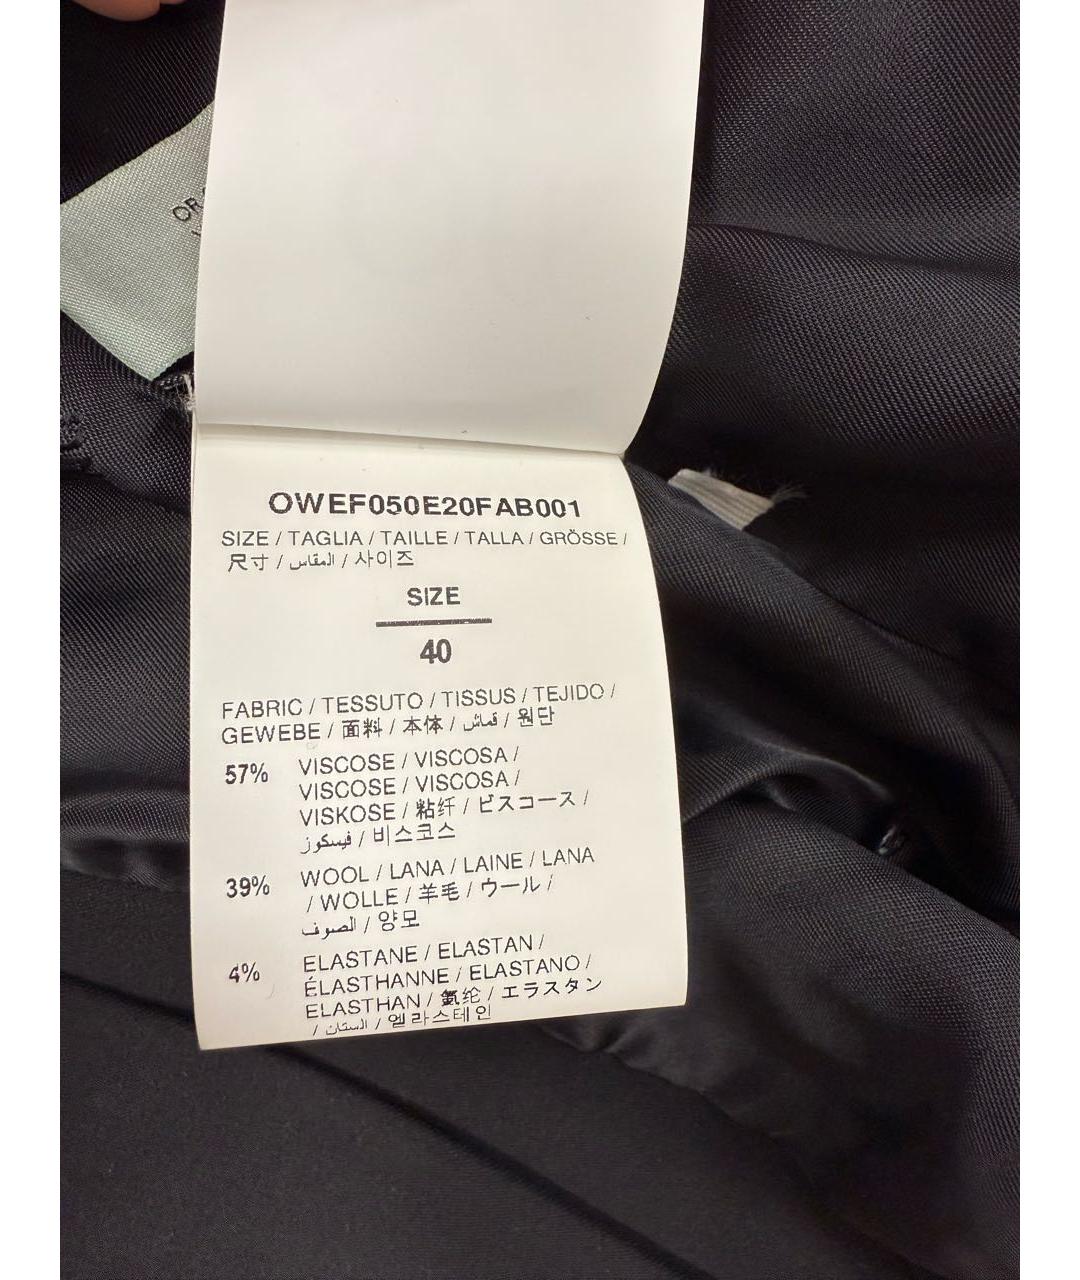 OR
OWEF050E20FAB001
SIZE / TAGLIA / TAILLE / TALLA / GRÖSSE /
尺寸 / المقاس / 사이즈
SIZE
40
FABRIC / TESSUTO / TISSUS / TEJIDO /
GEWEBE / 面料 / 本体 / قماش / 원단
57% VISCOSE / VISCOSA /
VISCOSE / VISCOSA /
VISKOSE / 粘纤 / ビスコース /
فيسكوز / 비스코스
39% WOOL / LANA / LAINE / LANA
/ WOLLE / 羊毛 / ウール /
الصوف / 양모
4% ELASTANE / ELASTAN /
ÉLASTHANNE / ELASTANO /
ELASTHAN / 氨纶 / エラスタン
/ الستان / 엘라스테인